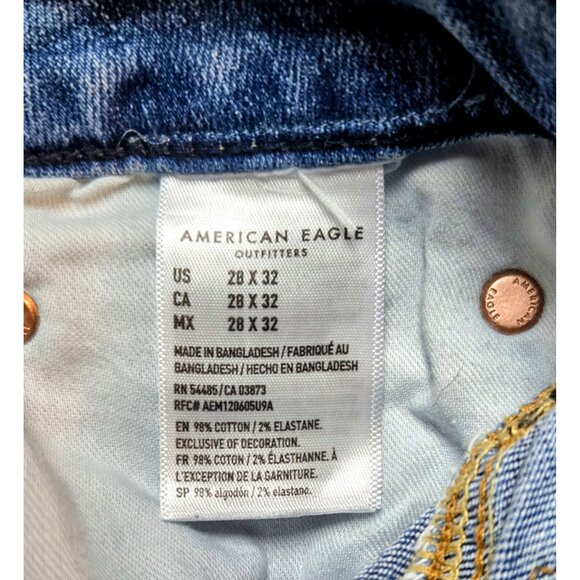 AMERICAN EAGLE
OUTFITTERS
US 28 X 32
CA 28 X 32
MX 28 X 32
MADE IN BANGLADESH / FABRIQUÉ AU
BANGLADESH / HECHO EN BANGLADESH
RN 54485/CA 03873
RFC# AEM120605U9A
EN 98% COTTON / 2% ELASTANE.
EXCLUSIVE OF DECORATION.
FR 98% COTON / 2% ÉLASTHANNE. À
L'EXCEPTION DE LA GARNITURE.
SP 98% algodón / 2% elastano.
AMERICAN
EAGLE